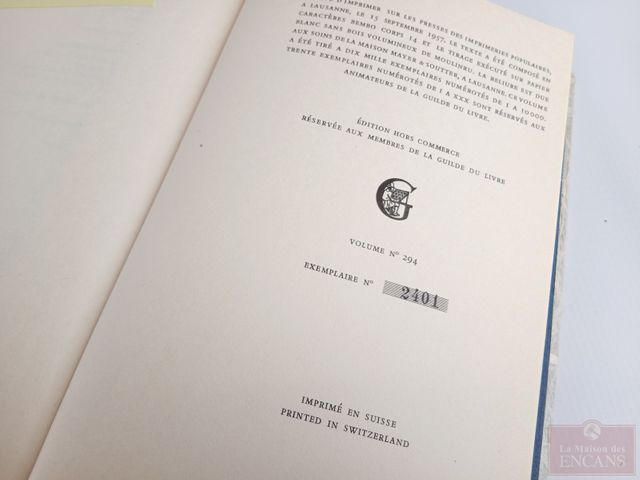 D'IMPRIMER SUR LES PRESSES DES IMPRIMERIES POPULAIRES,
A LAUSANNE, LE 15 SEPTEMBRE 1957. LE TEXTE A ÉTÉ COMPOSÉ EN
CARACTÈRES BEMBO CORPS 14 ET LE TIRAGE EXÉCUTÉ SUR PAPIER
BLANC SANS BOIS VOLUMINEUX DE MOULINRU. LA RELIURE EST DUE
AUX SOINS DE LA MAISON MAYER & SOUTTER, A LAUSANNE. CE VOLUME
A ÉTÉ TIRÉ A DIX MILLE EXEMPLAIRES NUMÉROTÉS DE 1 A 10000.
TRENTE EXEMPLAIRES NUMÉROTÉS DE I A XXX SONT RÉSERVÉS AUX
ANIMATEURS DE LA GUILDE DU LIVRE.
ÉDITION HORS COMMERCE
RÉSERVÉE AUX MEMBRES DE LA GUILDE DU LIVRE
G
VOLUME Nº 294
EXEMPLAIRE Nº 2401
IMPRIMÉ EN SUISSE
PRINTED IN SWITZERLAND
La Maison des
ENCANS